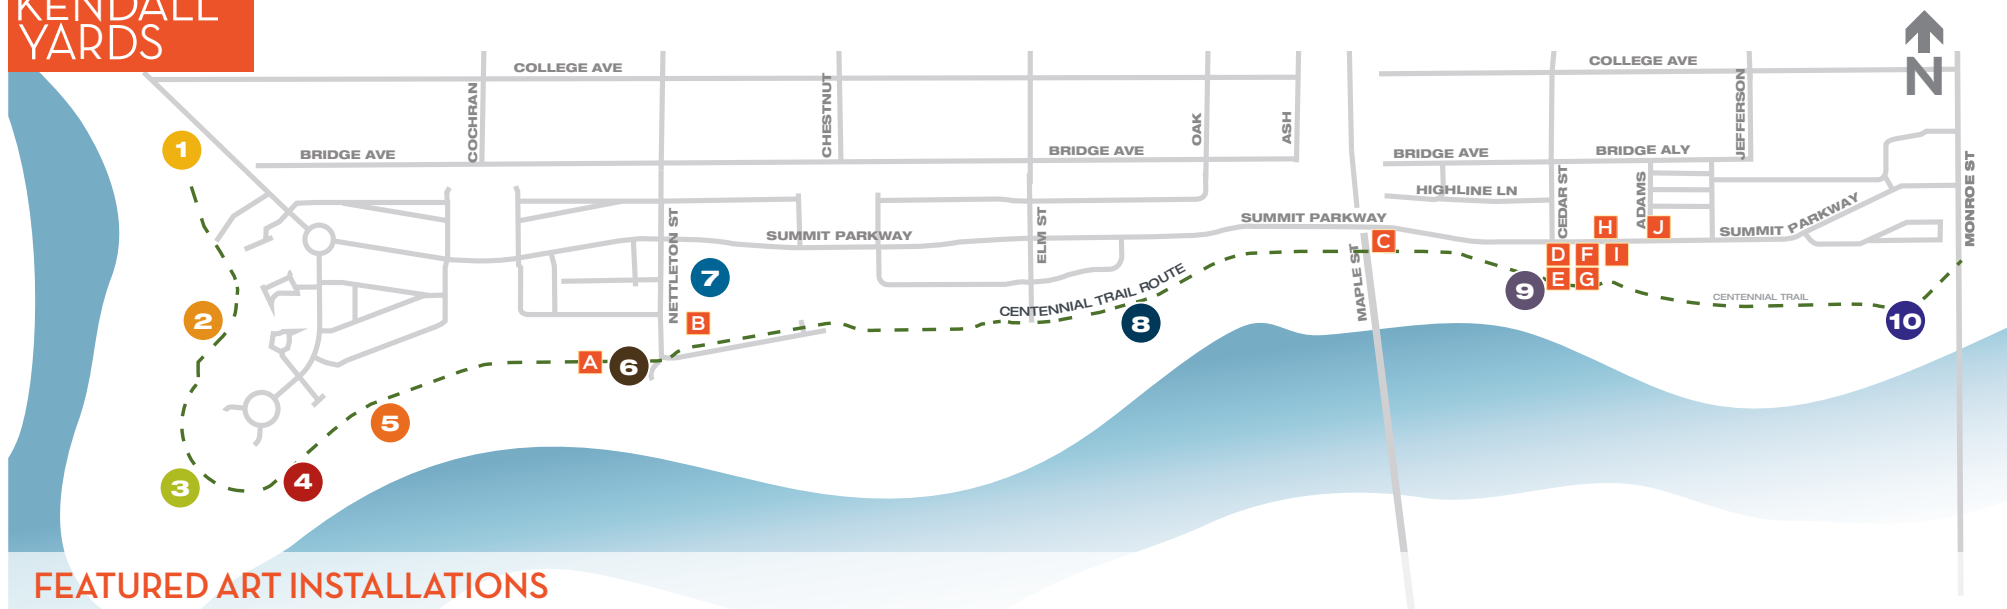 KENDALL
YARDS
N
COLLEGE AVE
COLLEGE AVE
COCHRAN
CHESTNUT
OAK
ASH
JEFFERSON
BRIDGE AVE
BRIDGE AVE
BRIDGE AVE
BRIDGE ALY
HIGHLINE LN
CEDAR ST
ADAMS
MONROE ST
NETTLETON ST
ELM ST
MAPLE ST
SUMMIT PARKWAY
SUMMIT PARKWAY
SUMMIT PARKWAY
CENTENNIAL TRAIL ROUTE
CENTENNIAL TRAIL
1
2
3
4
5
6
7
8
9
10
A
B
C
D
E
F
G
H
I
J
FEATURED ART INSTALLATIONS